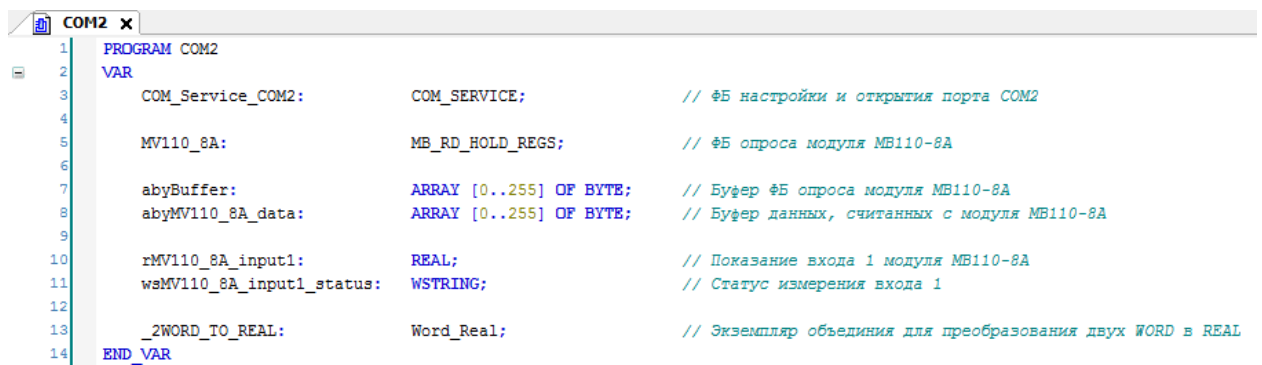 COM2 x
1 PROGRAM COM2
2 VAR
3 COM_Service_COM2: COM_SERVICE; // ФБ настройки и открытия порта COM2
4
5 MV110_8A: MB_RD_HOLD_REGS; // ФБ опроса модуля МВ110-8А
6
7 abyBuffer: ARRAY [0..255] OF BYTE; // Буфер ФБ опроса модуля МВ110-8А
8 abyMV110_8A_data: ARRAY [0..255] OF BYTE; // Буфер данных, считанных с модуля МВ110-8А
9
10 rMV110_8A_input1: REAL; // Показание входа 1 модуля МВ110-8А
11 wsMV110_8A_input1_status: WSTRING; // Статус измерения входа 1
12
13 _2WORD_TO_REAL: Word_Real; // Экземпляр объединия для преобразования двух WORD в REAL
14 END_VAR